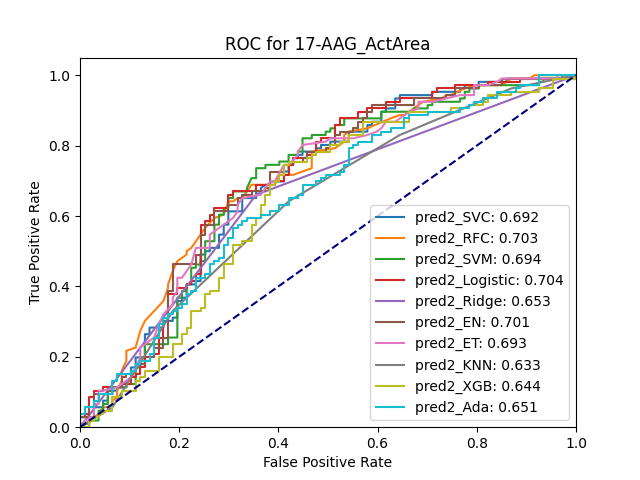 ROC for 17-AAG_ActArea
True Positive Rate
1.0
0.8
0.6
0.4
0.2
0.0
pred2_SVC: 0.692
pred2_RFC: 0.703
pred2_SVM: 0.694
pred2_Logistic: 0.704
pred2_Ridge: 0.653
pred2_EN: 0.701
pred2_ET: 0.693
pred2_KNN: 0.633
pred2_XGB: 0.644
pred2_Ada: 0.651
0.0 0.2 0.4 0.6 0.8 1.0
False Positive Rate